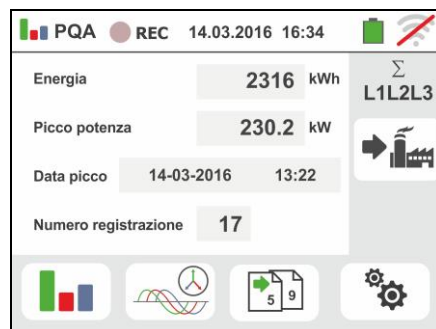 PQA REC 14.03.2016 16:34
Energia 2316 kWh
Σ
L1L2L3
Picco potenza 230.2 kW
Data picco 14-03-2016 13:22
Numero registrazione 17
5 9